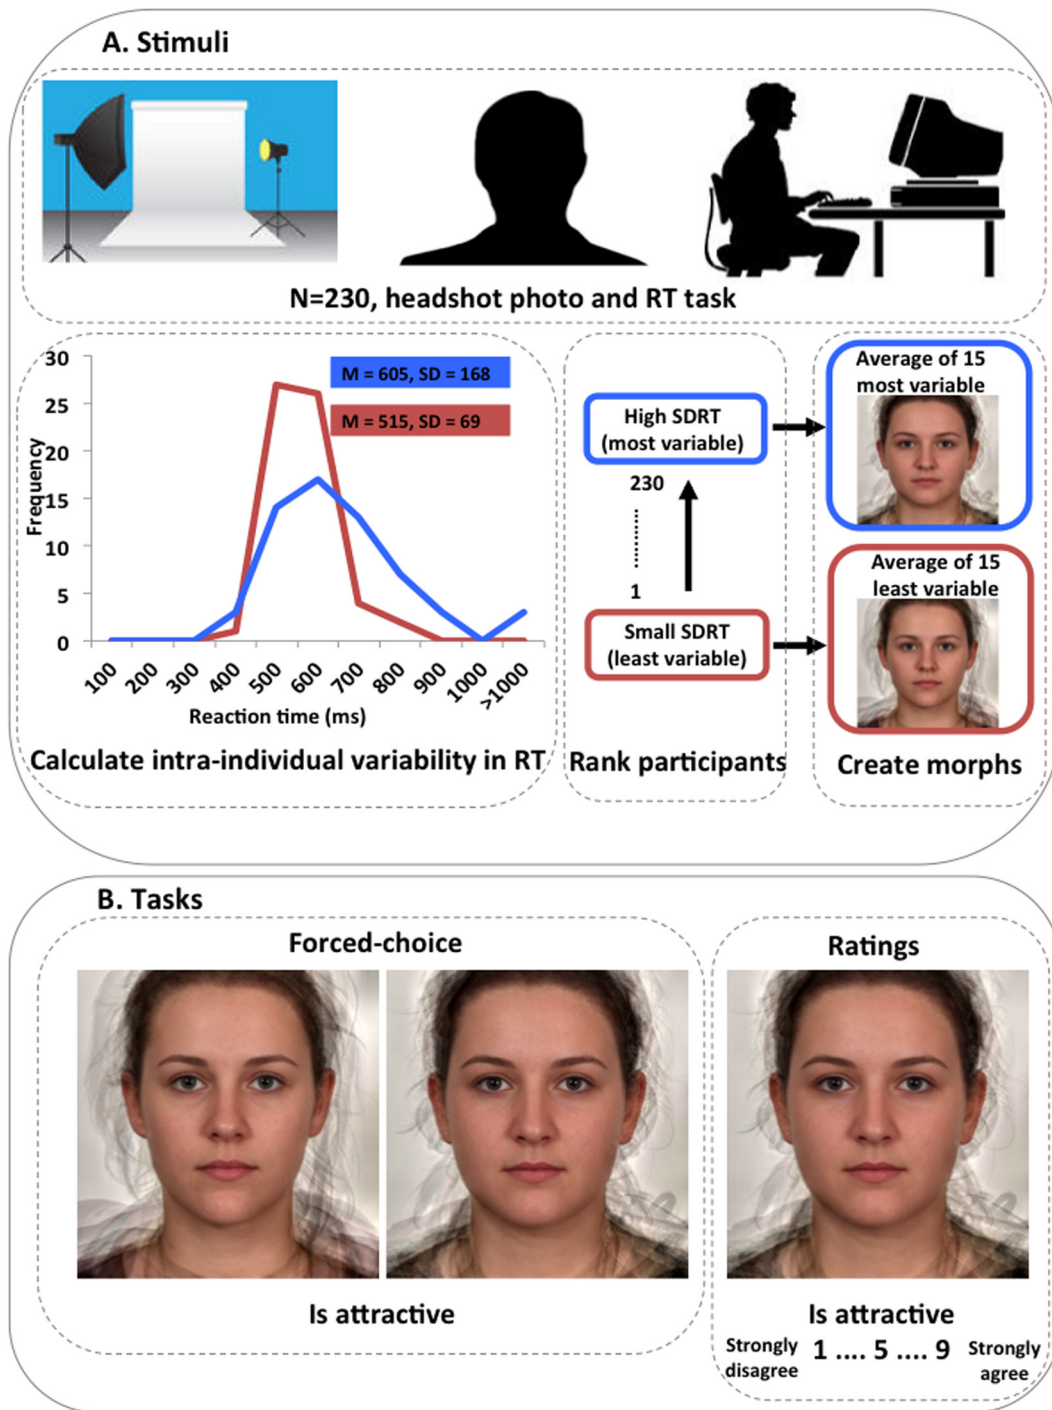 A. Stimuli
N=230, headshot photo and RT task
30
25
20
15
10
5
0
Frequency
M = 605, SD = 168
M = 515, SD = 69
100
200
300
400
500
600
700
800
900
1000
>1000
Reaction time (ms)
Calculate intra-individual variability in RT
High SDRT
(most variable)
230
1
Small SDRT
(least variable)
Rank participants
Average of 15
most variable
Average of 15
least variable
Create morphs
B. Tasks
Forced-choice
Is attractive
Ratings
Is attractive
Strongly
disagree
1 .... 5 .... 9
Strongly
agree